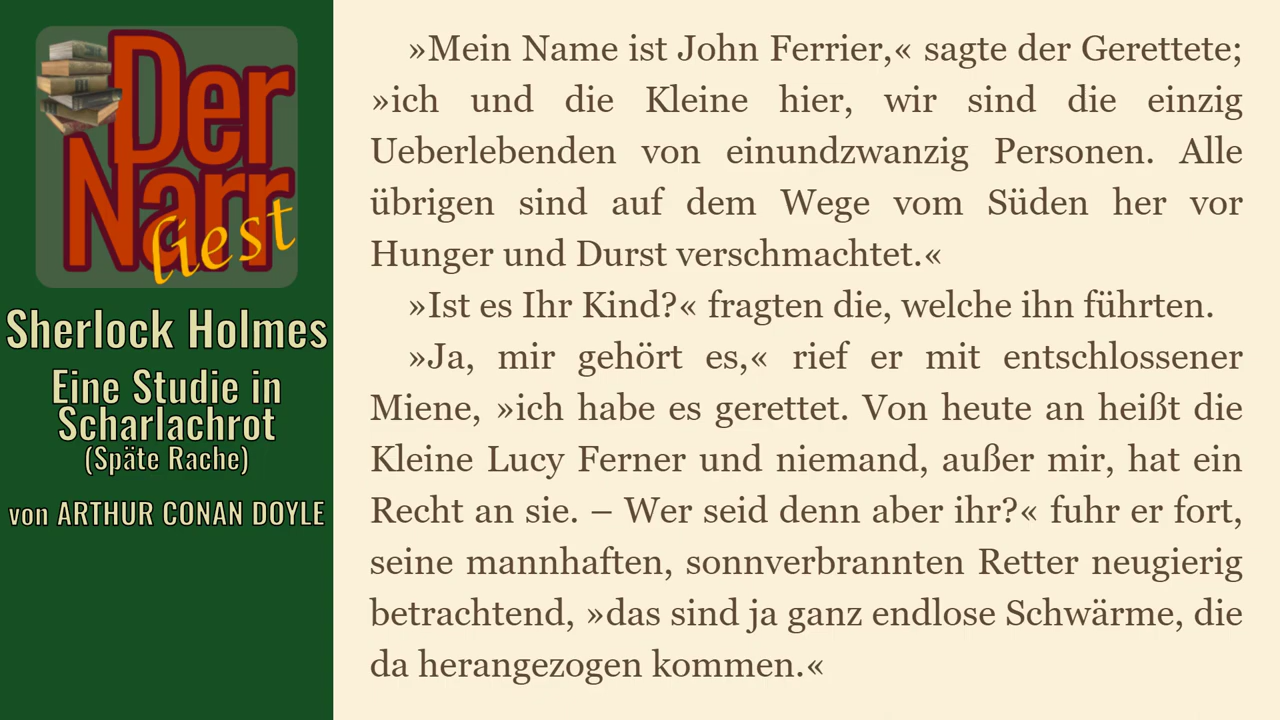 Der
Narr
liest
Sherlock Holmes
Eine Studie in
Scharlachrot
(Späte Rache)
von ARTHUR CONAN DOYLE
»Mein Name ist John Ferrier,« sagte der Gerettete;
»ich und die Kleine hier, wir sind die einzig
Ueberlebenden von einundzwanzig Personen. Alle
übrigen sind auf dem Wege vom Süden her vor
Hunger und Durst verschmachtet.«
»Ist es Ihr Kind?« fragten die, welche ihn führten.
»Ja, mir gehört es,« rief er mit entschlossener
Miene, »ich habe es gerettet. Von heute an heißt die
Kleine Lucy Ferner und niemand, außer mir, hat ein
Recht an sie. – Wer seid denn aber ihr?« fuhr er fort,
seine mannhaften, sonnverbrannten Retter neugierig
betrachtend, »das sind ja ganz endlose Schwärme, die
da herangezogen kommen.«